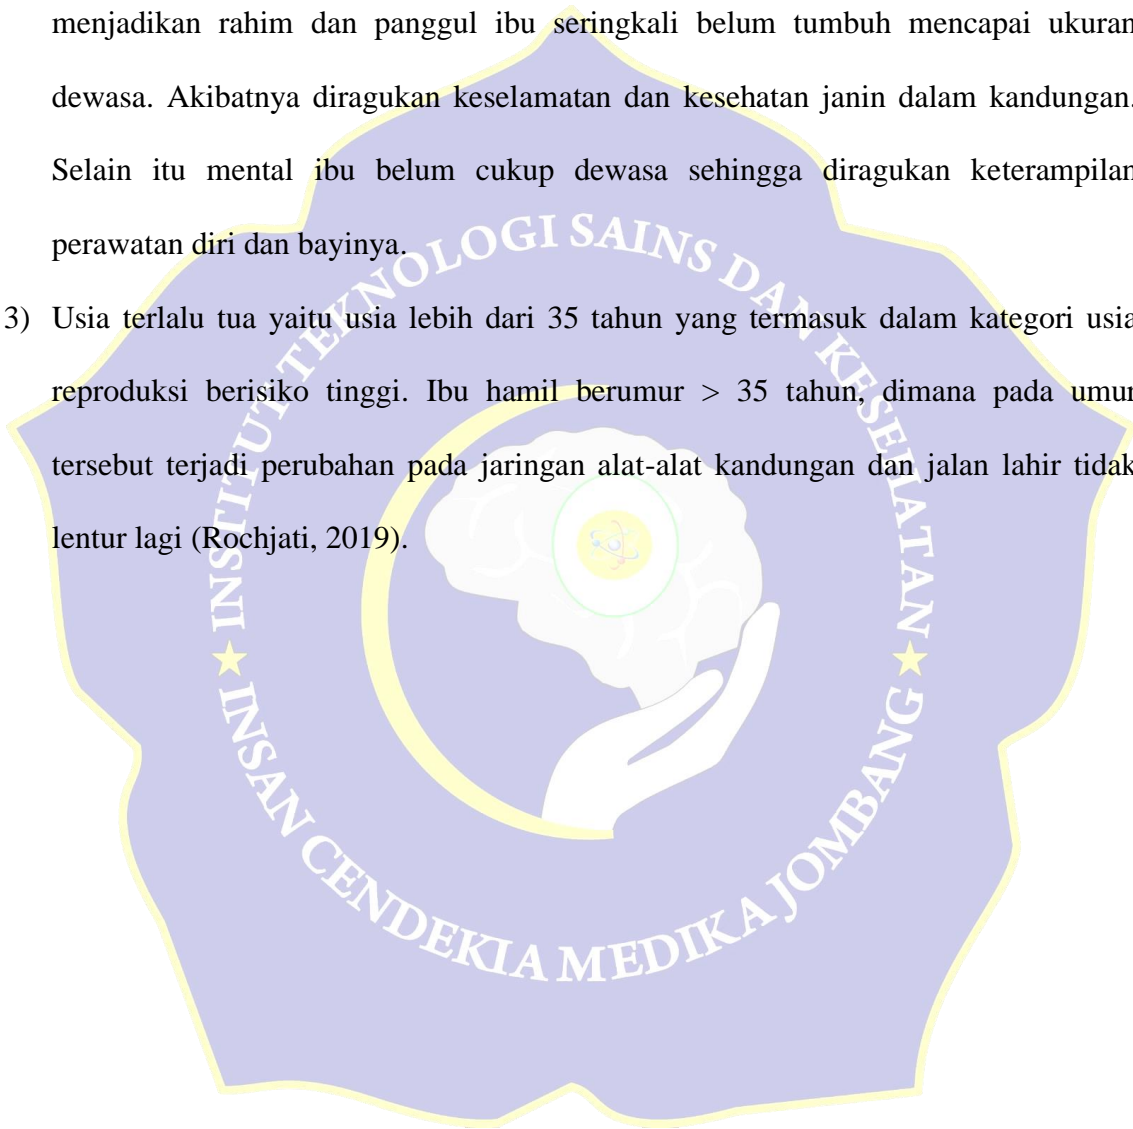 menjadikan rahim dan panggul ibu seringkali belum tumbuh mencapai ukuran
dewasa. Akibatnya diragukan keselamatan dan kesehatan janin dalam kandungan.
Selain itu mental ibu belum cukup dewasa sehingga diragukan keterampilan
perawatan diri dan bayinya.
3) Usia terlalu tua yaitu usia lebih dari 35 tahun yang termasuk dalam kategori usia
reproduksi berisiko tinggi. Ibu hamil berumur > 35 tahun, dimana pada umur
tersebut terjadi perubahan pada jaringan alat-alat kandungan dan jalan lahir tidak
lentur lagi (Rochjati, 2019).
INSTITUT TEKNOLOGI SAINS DAN KESEHATAN
INSAN CENDEKIA MEDIKA JOMBANG